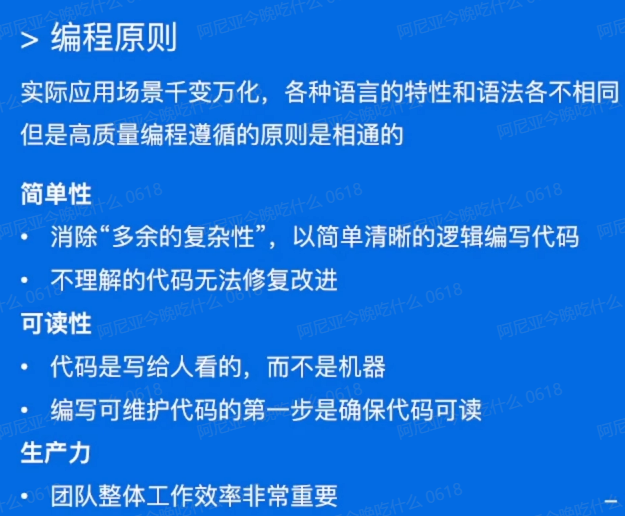 > 编程原则
实际应用场景千变万化，各种语言的特性和语法各不相同
但是高质量编程遵循的原则是相通的
简单性
• 消除“多余的复杂性”，以简单清晰的逻辑编写代码
• 不理解的代码无法修复改进
可读性
• 代码是写给人看的，而不是机器
• 编写可维护代码的第一步是确保代码可读
生产力
• 团队整体工作效率非常重要
阿尼亚今晚吃什么 0618